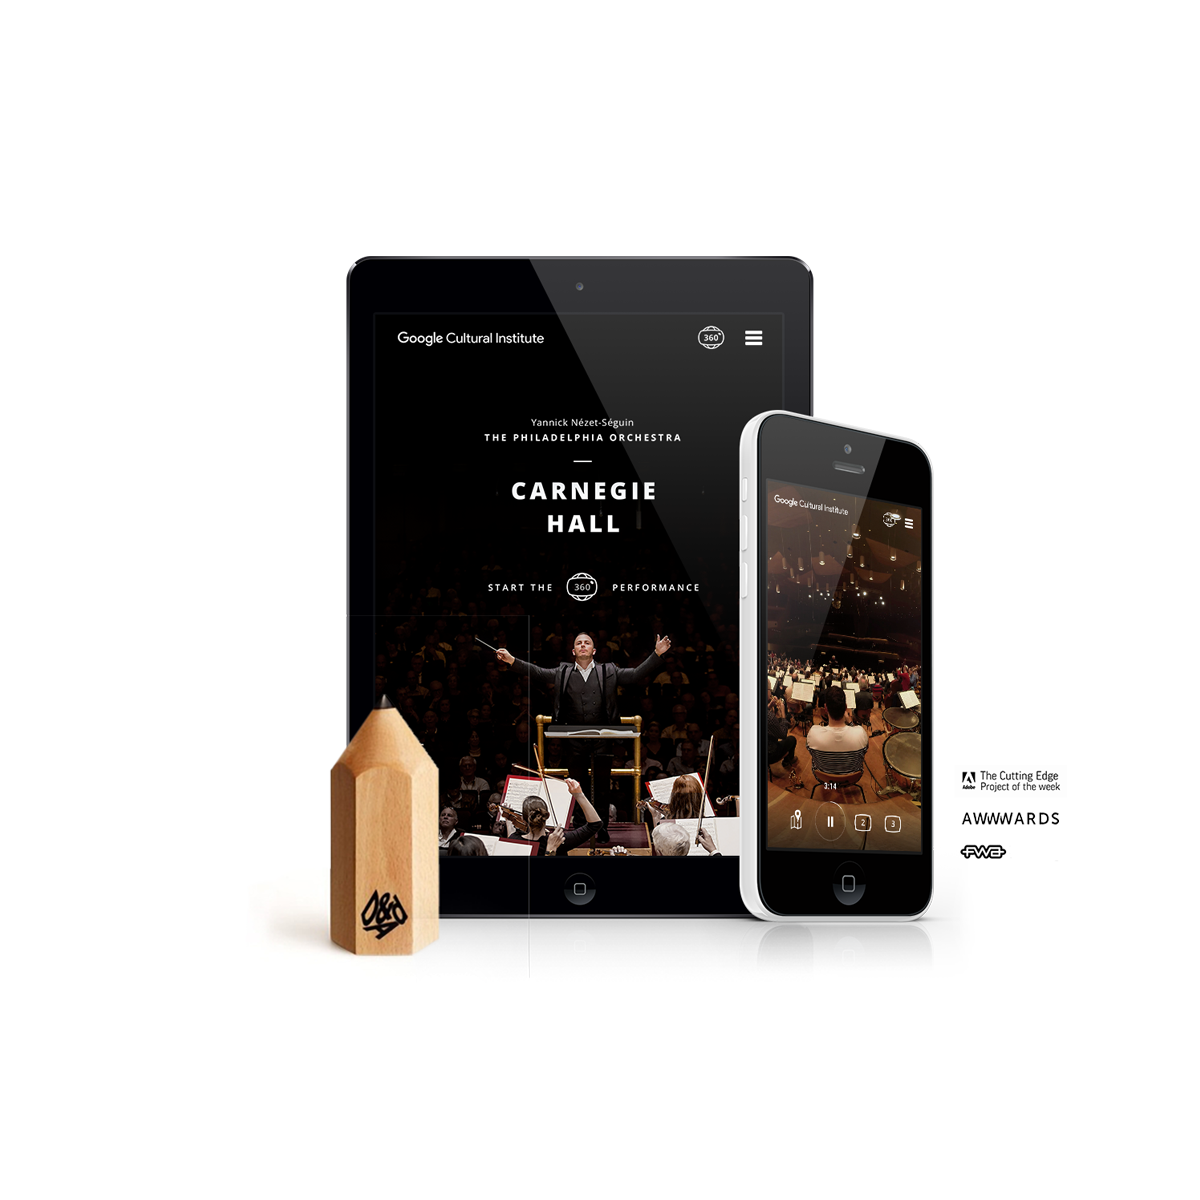 Google Cultural Institute
360°
Yannick Nézet-Séguin
THE PHILADELPHIA ORCHESTRA
CARNEGIE
HALL
START THE 360° PERFORMANCE
Google Cultural Institute
3:14
2 3
D&AD
Adobe
The Cutting Edge
Project of the week
AWWWARDS
FWA